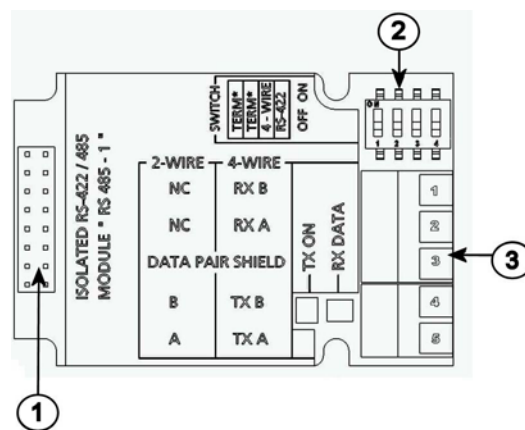 1
2
3
ISOLATED RS-422 / 485
MODULE " RS 485 - 1 "
SWITCH
TERM*
TERM*
4 - WIRE
RS-422
OFF ON
ON
1 2 3 4
2-WIRE 4-WIRE
NC RX B
NC RX A
DATA PAIR SHIELD
B TX B
A TX A
TX ON
RX DATA
1
2
3
4
5